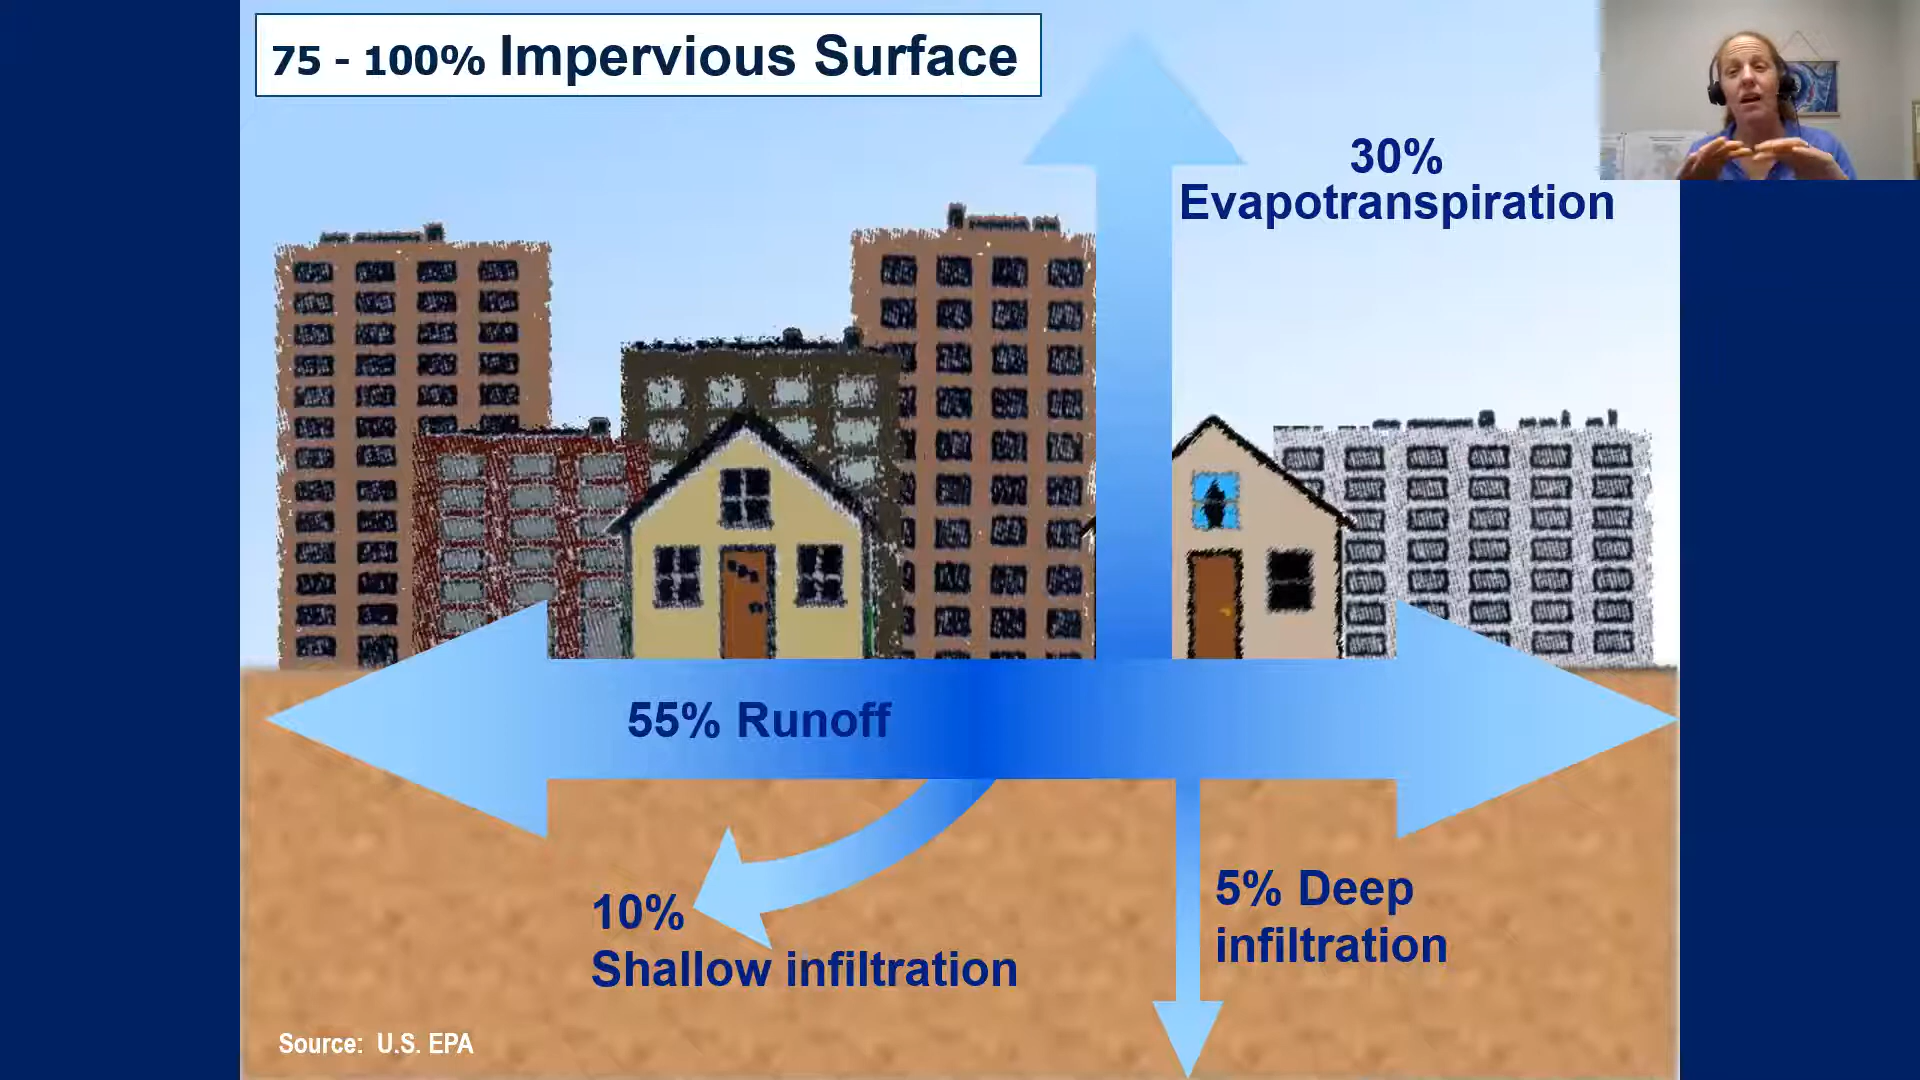 75 - 100% Impervious Surface
30%
Evapotranspiration
55% Runoff
10%
Shallow infiltration
5% Deep
infiltration
Source: U.S. EPA